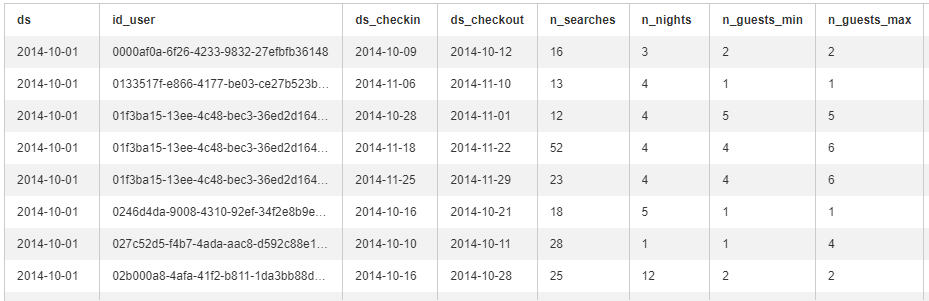 ds id_user ds_checkin ds_checkout n_searches n_nights n_guests_min n_guests_max
2014-10-01 0000af0a-6f26-4233-9832-27efbfb36148 2014-10-09 2014-10-12 16 3 2 2
2014-10-01 0133517f-e866-4177-be03-ce27b523b... 2014-11-06 2014-11-10 13 4 1 1
2014-10-01 01f3ba15-13ee-4c48-bec3-36ed2d164... 2014-10-28 2014-11-01 12 4 5 5
2014-10-01 01f3ba15-13ee-4c48-bec3-36ed2d164... 2014-11-18 2014-11-22 52 4 4 6
2014-10-01 01f3ba15-13ee-4c48-bec3-36ed2d164... 2014-11-25 2014-11-29 23 4 4 6
2014-10-01 0246d4da-9008-4310-92ef-34f2e8b9e... 2014-10-16 2014-10-21 18 5 1 1
2014-10-01 027c52d5-f4b7-4ada-aac8-d592c88e1... 2014-10-10 2014-10-11 28 1 1 4
2014-10-01 02b000a8-4afa-41f2-b811-1da3bb88d... 2014-10-16 2014-10-28 25 12 2 2